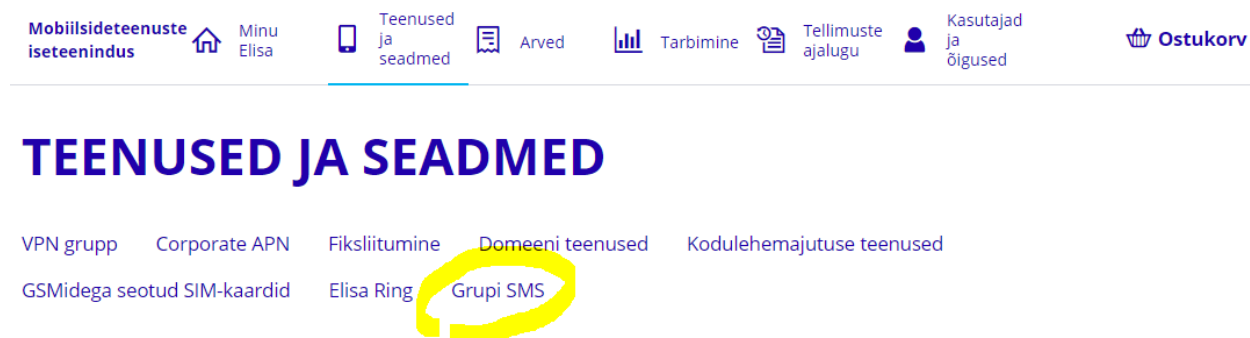 Mobiilsideteenuste
iseteenindus
Minu
Elisa
Teenused
ja
seadmed
Arved
Tarbimine
Tellimuste
ajalugu
Kasutajad
ja
õigused
Ostukorv
TEENUSED JA SEADMED
VPN grupp Corporate APN Fiksliitumine Domeeni teenused Kodulehemajutuse teenused
GSMidega seotud SIM-kaardid Elisa Ring Grupi SMS